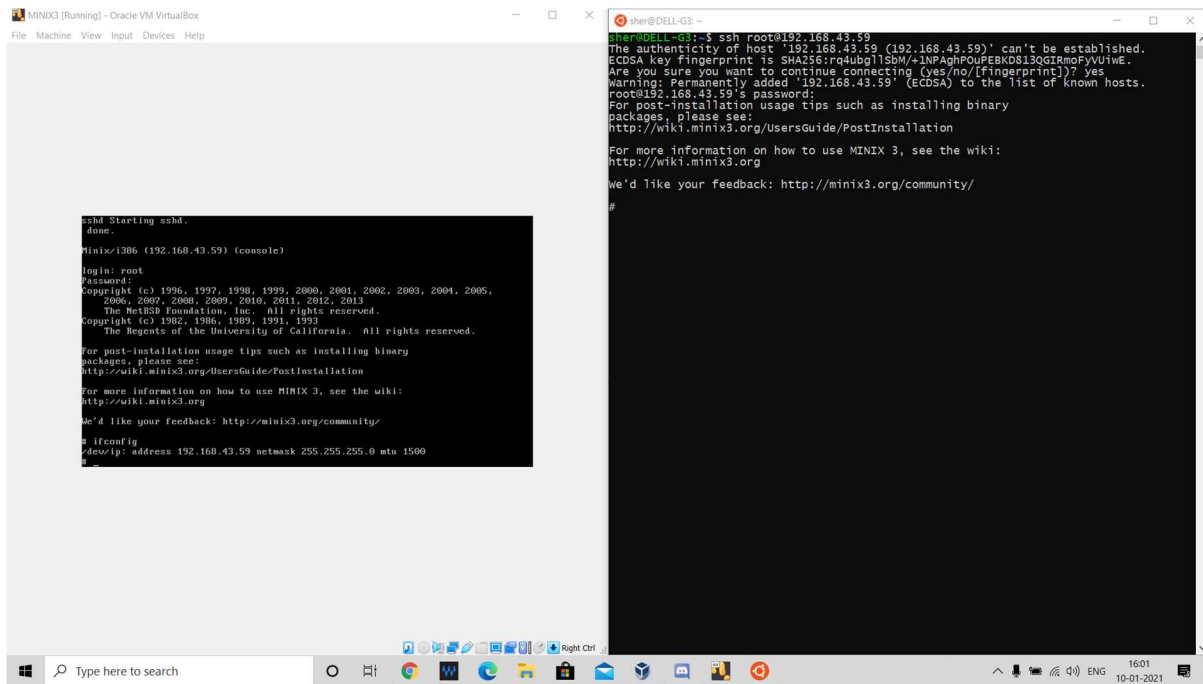 MINIX3 [Running] - Oracle VM VirtualBox
File Machine View Input Devices Help
sshd Starting sshd.
done.
Minix/i386 (192.168.43.59) (console)
login: root
Password:
Copyright (c) 1996, 1997, 1998, 1999, 2000, 2001, 2002, 2003, 2004, 2005,
2006, 2007, 2008, 2009, 2010, 2011, 2012, 2013
The NetBSD Foundation, Inc. All rights reserved.
Copyright (c) 1982, 1986, 1989, 1991, 1993
The Regents of the University of California. All rights reserved.
For post-installation usage tips such as installing binary
packages, please see:
http://wiki.minix3.org/UsersGuide/PostInstallation
For more information on how to use MINIX 3, see the wiki:
http://wiki.minix3.org
We'd like your feedback: http://minix3.org/community/
# ifconfig
/dev/ip: address 192.168.43.59 netmask 255.255.255.0 mtu 1500
# _
Right Ctrl
sher@DELL-G3: ~
sher@DELL-G3:~$ ssh root@192.168.43.59
The authenticity of host '192.168.43.59 (192.168.43.59)' can't be established.
ECDSA key fingerprint is SHA256:rq4ubgllSbM/+1NPAghPOuPEBKD813QGIRmoFyVUiwE.
Are you sure you want to continue connecting (yes/no/[fingerprint])? yes
Warning: Permanently added '192.168.43.59' (ECDSA) to the list of known hosts.
root@192.168.43.59's password:
For post-installation usage tips such as installing binary
packages, please see:
http://wiki.minix3.org/UsersGuide/PostInstallation
For more information on how to use MINIX 3, see the wiki:
http://wiki.minix3.org
We'd like your feedback: http://minix3.org/community/
#
Type here to search
ENG
16:01
10-01-2021